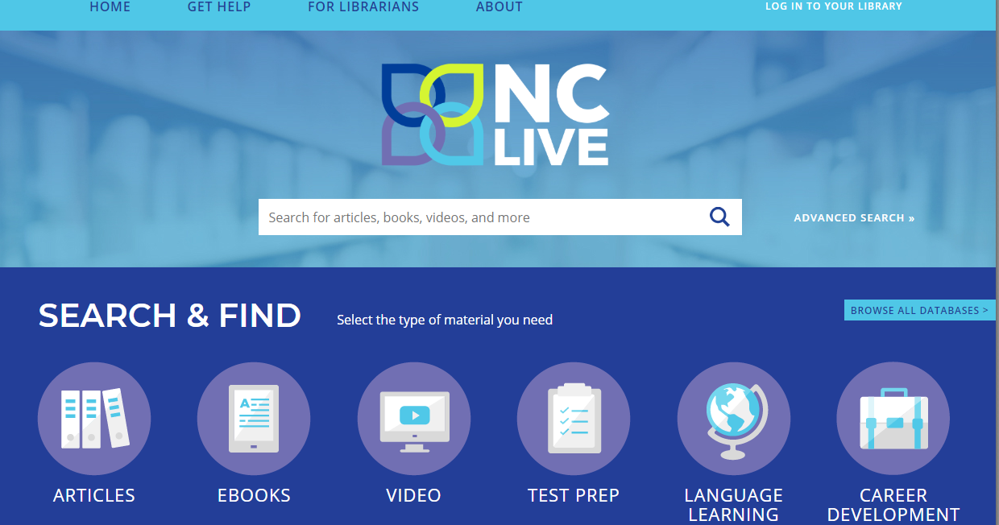 HOME GET HELP FOR LIBRARIANS ABOUT LOG IN TO YOUR LIBRARY
NC
LIVE
Search for articles, books, videos, and more
ADVANCED SEARCH »
SEARCH & FIND Select the type of material you need
BROWSE ALL DATABASES >
A
ARTICLES EBOOKS VIDEO TEST PREP LANGUAGE LEARNING CAREER DEVELOPMENT